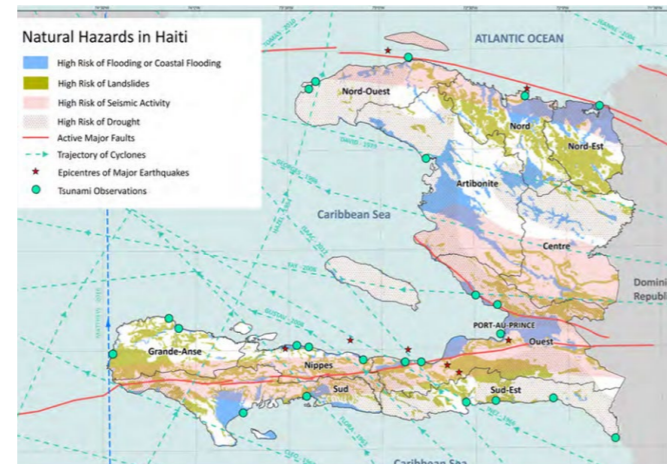 Natural Hazards in Haiti
High Risk of Flooding or Coastal Flooding
High Risk of Landslides
High Risk of Seismic Activity
High Risk of Drought
Active Major Faults
Trajectory of Cyclones
Epicentres of Major Earthquakes
Tsunami Observations
ATLANTIC OCEAN
Nord-Ouest
Nord
Nord-Est
Artibonite
Caribbean Sea
Centre
PORT-AU-PRINCE
Ouest
Grande-Anse
Nippes
Sud
Sud-Est
Caribbean Sea